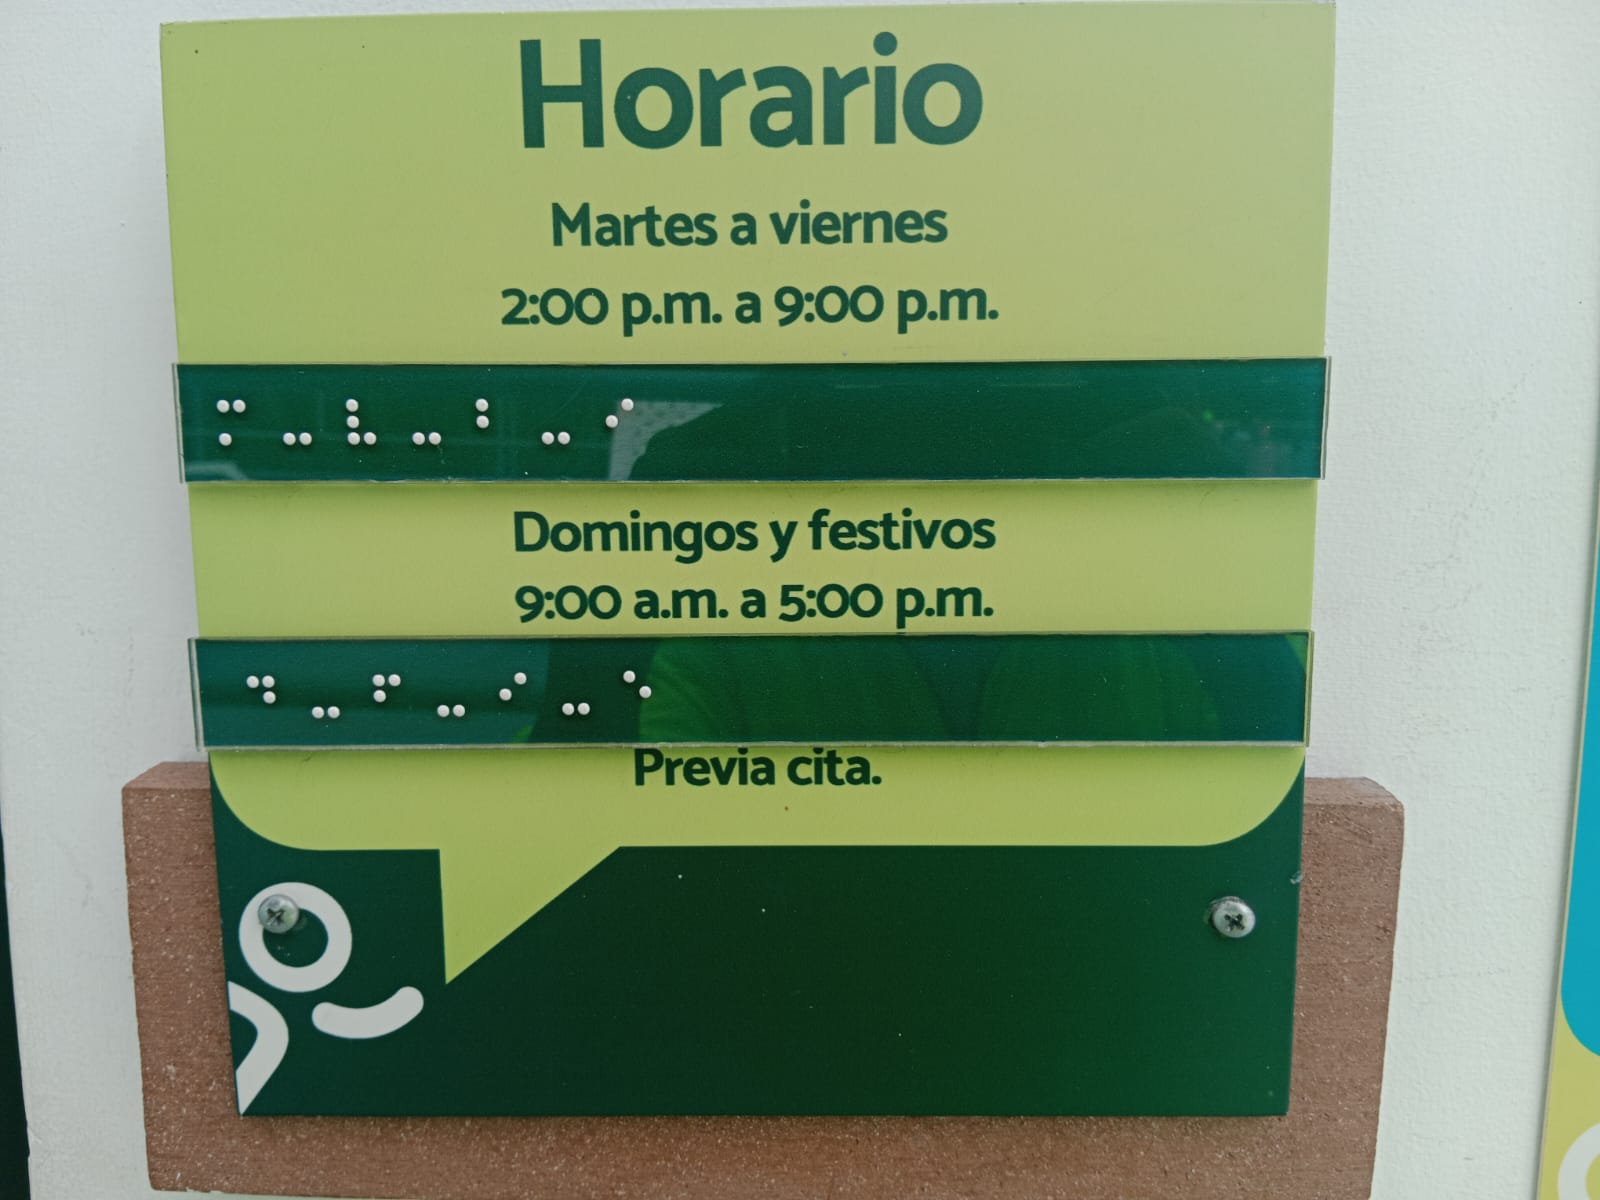 Horario
Martes a viernes
2:00 p.m. a 9:00 p.m.
⠍⠤⠧⠤⠃⠤⠊
Domingos y festivos
9:00 a.m. a 5:00 p.m.
⠙⠤⠋⠤⠊⠤⠑
Previa cita.